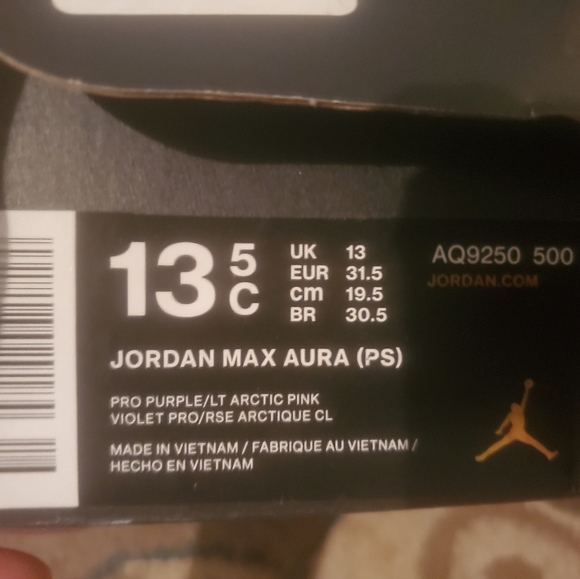 13 5 C
UK 13
EUR 31.5
cm 19.5
BR 30.5
AQ9250 500
JORDAN.COM
JORDAN MAX AURA (PS)
PRO PURPLE/LT ARCTIC PINK
VIOLET PRO/RSE ARCTIQUE CL
MADE IN VIETNAM / FABRIQUE AU VIETNAM /
HECHO EN VIETNAM